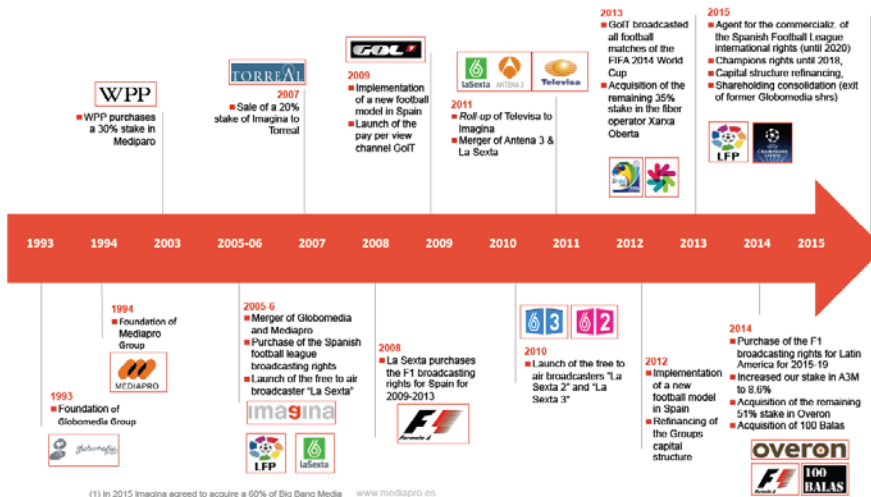 WPP
WPP purchases
a 30% stake in
Mediparo
TORREAL
2007
Sale of a 20%
stake of Imagina to
Torreal
GOL
2009
Implementation
of a new football
model in Spain
Launch of the
pay per view
channel GolT
6 laSexta
ANTENA 3
Televisa
2011
Roll-up of Televisa to
Imagina
Merger of Antena 3 &
La Sexta
2013
GolT broadcasted
all football
matches of the
FIFA 2014 World
Cup
Acquisition of the
remaining 35%
stake in the fiber
operator Xarxa
Oberta
2015
Agent for the commercializ. of
the Spanish Football League
international rights (until 2020)
Champions rights until 2018,
Capital structure refinancing,
Shareholding consolidation (exit
of former Globomedia shrs)
LFP
CHAMPIONS
LEAGUE
1993 1994 2003 2005-06 2007 2008 2009 2010 2011 2012 2013 2014 2015
1993
Foundation of
Globomedia Group
globomedia
1994
Foundation of
Mediapro
Group
MEDIAPRO
2005-6
Merger of Globomedia
and Mediapro
Purchase of the Spanish
football league
broadcasting rights
Launch of the free to air
broadcaster "La Sexta"
imagina
LFP
6 laSexta
2008
La Sexta purchases
the F1 broadcasting
rights for Spain for
2009-2013
F1
Formula 1
6 3
6 2
2010
Launch of the free to
air broadcasters "La
Sexta 2" and "La
Sexta 3"
2012
Implementation
of a new
football model
in Spain
Refinancing of
the Groups
capital
structure
2014
Purchase of the F1
broadcasting rights for Latin
America for 2015-19
Increased our stake in A3M
to 8.6%
Acquisition of the remaining
51% stake in Overon
Acquisition of 100 Balas
overon
F1
Formula 1
100
BALAS
(1) In 2015 Imagina agreed to acquire a 60% of Big Bang Media www.mediapro.es